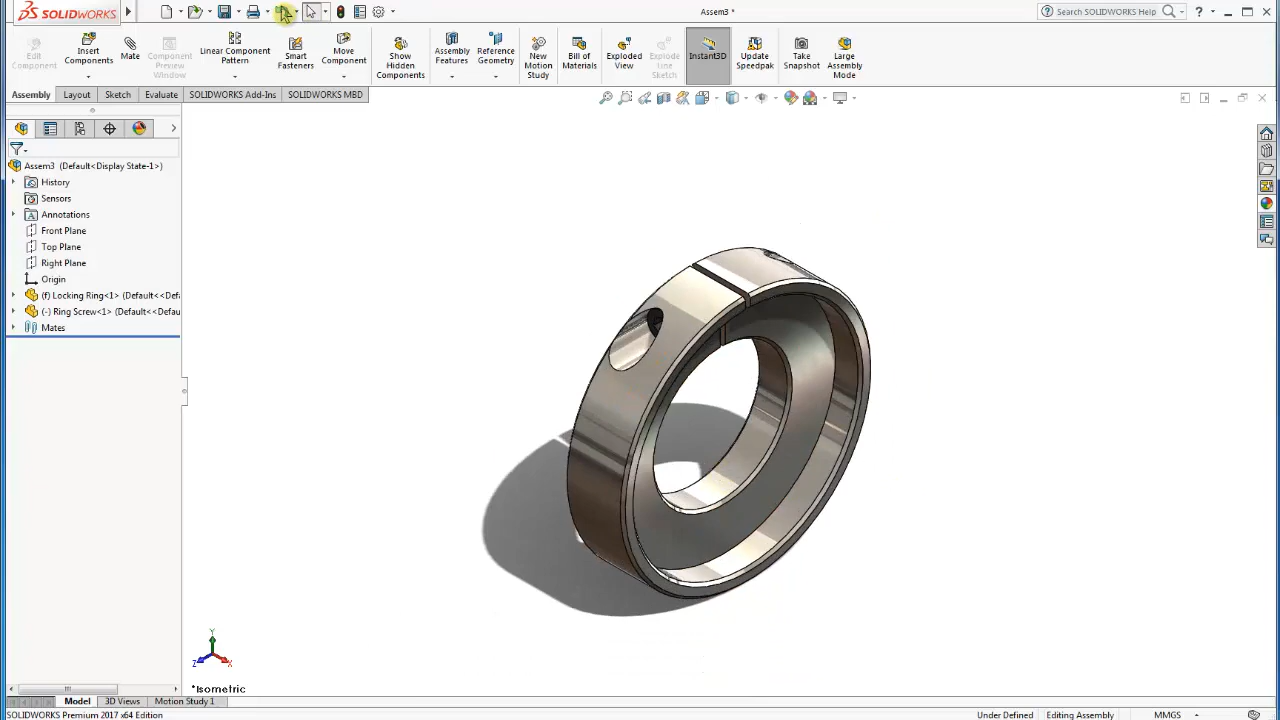 SOLIDWORKS
Assem3 *
Search SOLIDWORKS Help
Edit Component
Insert Components
Mate
Component Preview Window
Linear Component Pattern
Smart Fasteners
Move Component
Show Hidden Components
Assembly Features
Reference Geometry
New Motion Study
Bill of Materials
Exploded View
Explode Line Sketch
Instant3D
Update Speedpak
Take Snapshot
Large Assembly Mode
Assembly
Layout
Sketch
Evaluate
SOLIDWORKS Add-Ins
SOLIDWORKS MBD
Assem3 (Default<Display State-1>)
History
Sensors
Annotations
Front Plane
Top Plane
Right Plane
Origin
(f) Locking Ring<1> (Default<<Defa
(-) Ring Screw<1> (Default<<Defau
Mates
Y
Z
X
*Isometric
Model
3D Views
Motion Study 1
SOLIDWORKS Premium 2017 x64 Edition
Under Defined
Editing Assembly
MMGS